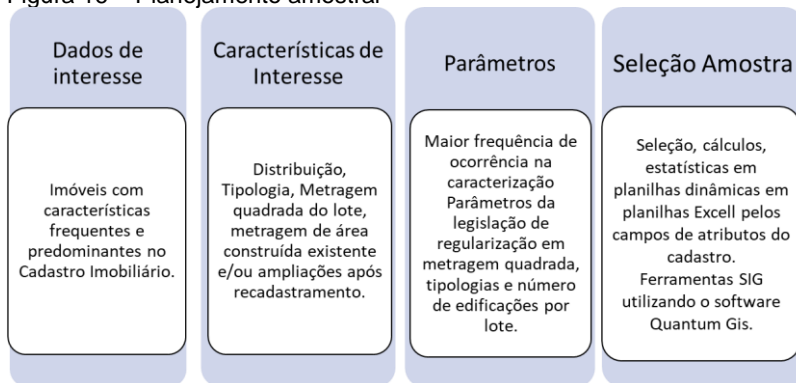 Figura 10 – Planejamento amostral
Dados de
interesse
Imóveis com
características
frequentes e
predominantes no
Cadastro Imobiliário.
Características de
Interesse
Distribuição,
Tipologia, Metragem
quadrada do lote,
metragem de área
construída existente
e/ou ampliações após
recadastramento.
Parâmetros
Maior frequência de
ocorrência na
caracterização
Parâmetros da
legislação de
regularização em
metragem quadrada,
tipologias e número
de edificações por
lote.
Seleção Amostra
Seleção, cálculos,
estatísticas em
planilhas dinâmicas em
planilhas Excell pelos
campos de atributos do
cadastro.
Ferramentas SIG
utilizando o software
Quantum Gis.